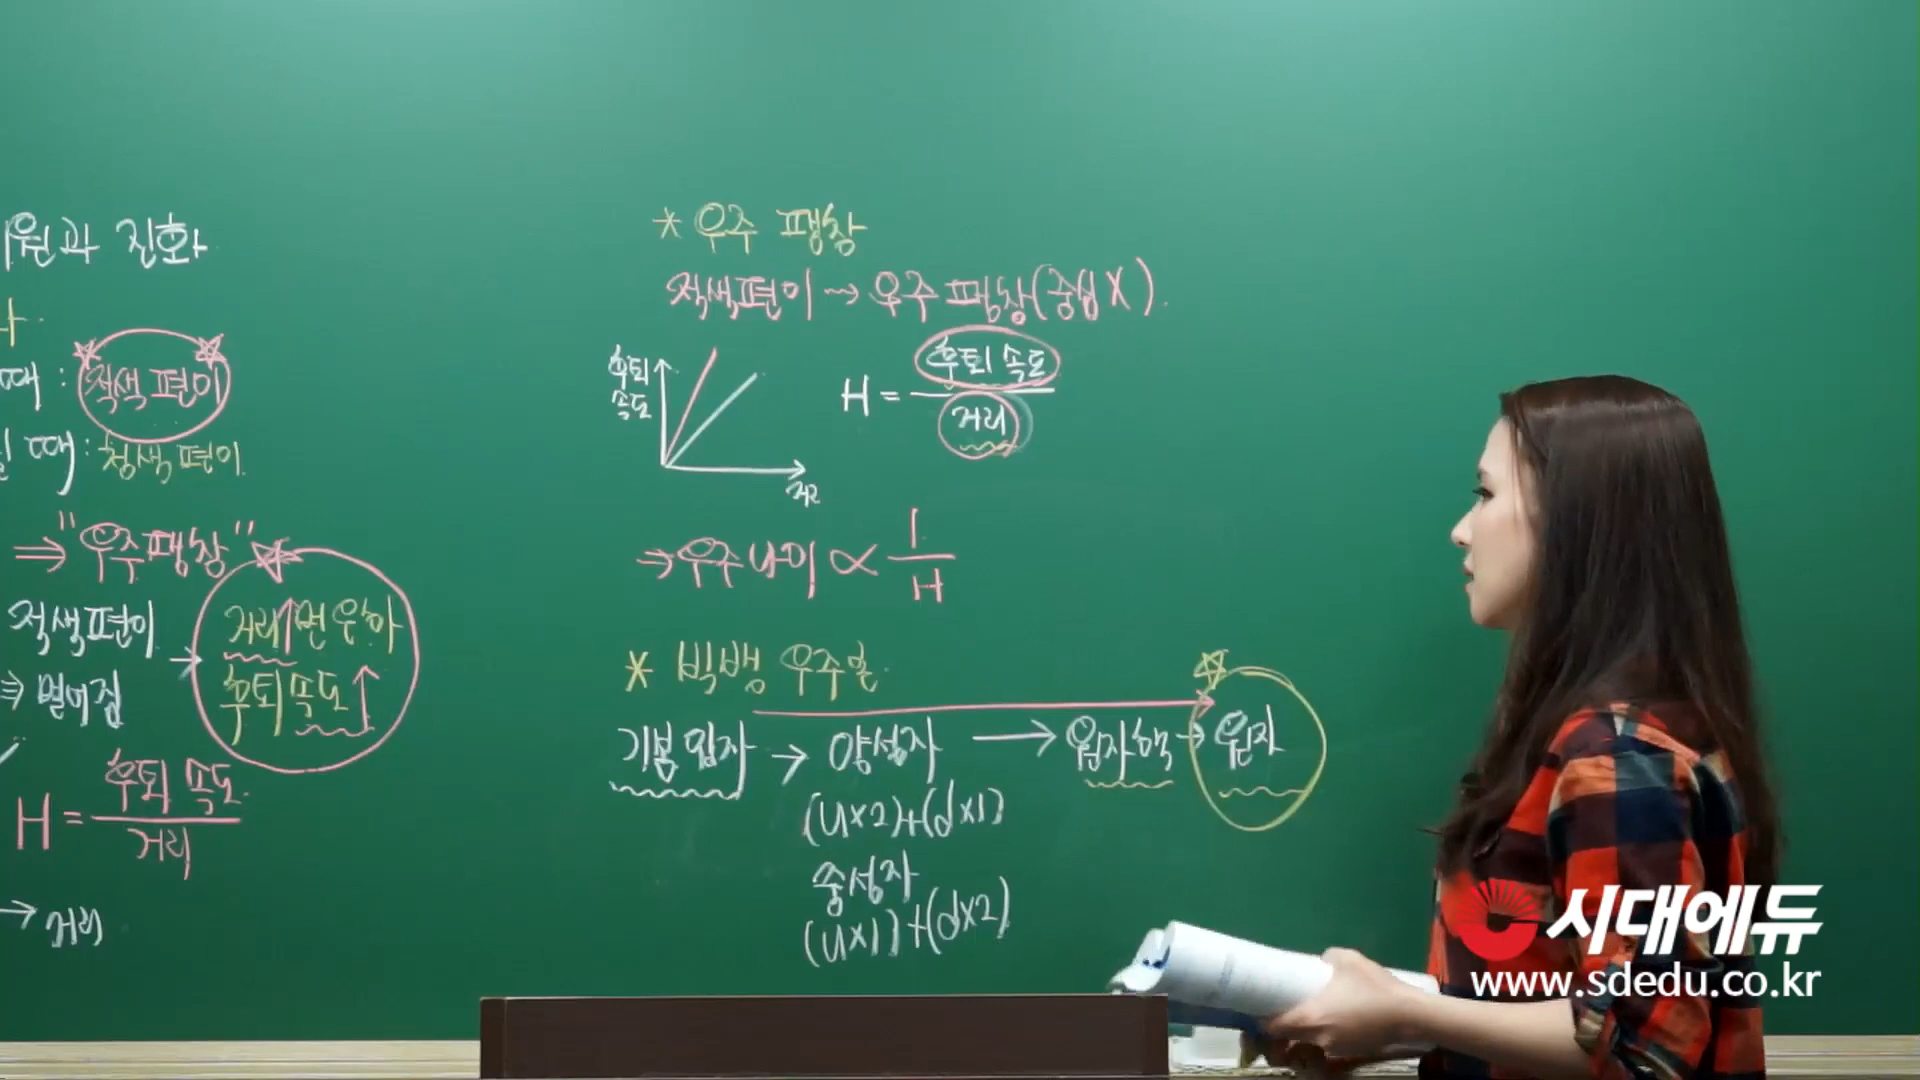 원과 진화
때 : 적색편이
때 : 청색편이
⇒ "우주팽창"
적색편이 → 거리↑면 은하
⇒ 멀어짐 후퇴속도↑
H = 후퇴 속도 / 거리
→ 거리
* 우주 팽창
적색편이 → 우주 팽창(중심 X).
후퇴 속도
거리
H = 후퇴 속도 / 거리
⇒ 우주나이 ∝ 1 / H
* 빅뱅 우주론
기본 입자 → 양성자 → 원자핵 → 원자
(u×2)+(d×1)
중성자
(u×1)+(d×2)
시대에듀
www.sdedu.co.kr